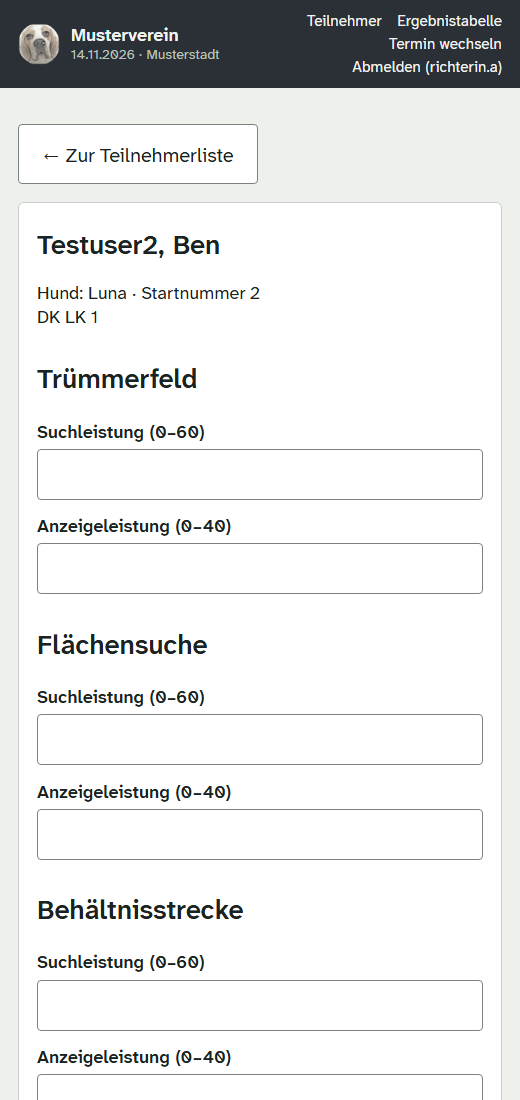 Musterverein
14.11.2026 · Musterstadt
Teilnehmer Ergebnistabelle
Termin wechseln
Abmelden (richterin.a)
← Zur Teilnehmerliste
Testuser2, Ben
Hund: Luna · Startnummer 2
DK LK 1
Trümmerfeld
Suchleistung (0–60)
Anzeigeleistung (0–40)
Flächensuche
Suchleistung (0–60)
Anzeigeleistung (0–40)
Behältnisstrecke
Suchleistung (0–60)
Anzeigeleistung (0–40)